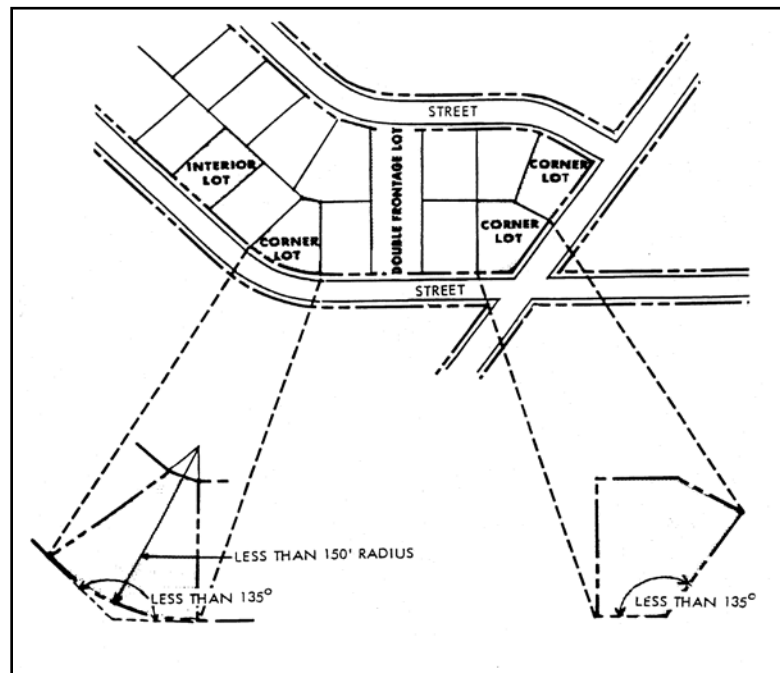 STREET
INTERIOR
LOT
DOUBLE FRONTAGE LOT
CORNER
LOT
CORNER
LOT
CORNER
LOT
STREET
LESS THAN 150' RADIUS
LESS THAN 135°
LESS THAN 135°